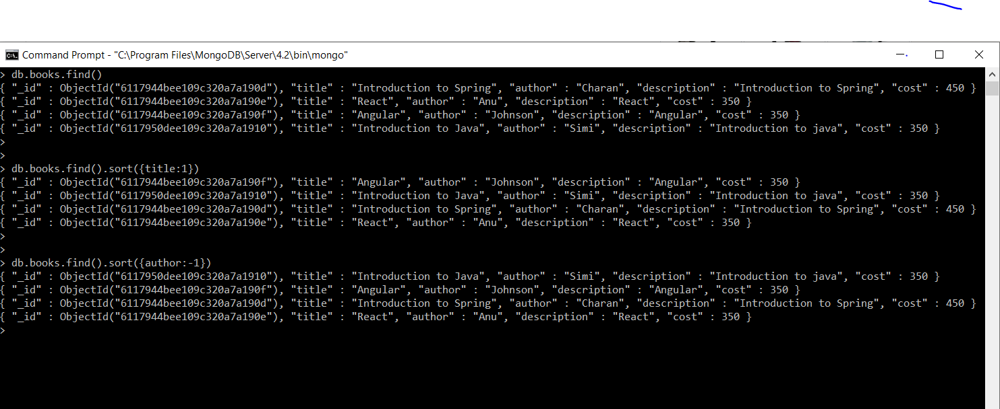 Command Prompt - "C:\Program Files\MongoDB\Server\4.2\bin\mongo"
> db.books.find()
{ "_id" : ObjectId("6117944bee109c320a7a190d"), "title" : "Introduction to Spring", "author" : "Charan", "description" : "Introduction to Spring", "cost" : 450 }
{ "_id" : ObjectId("6117944bee109c320a7a190e"), "title" : "React", "author" : "Anu", "description" : "React", "cost" : 350 }
{ "_id" : ObjectId("6117944bee109c320a7a190f"), "title" : "Angular", "author" : "Johnson", "description" : "Angular", "cost" : 350 }
{ "_id" : ObjectId("6117950dee109c320a7a1910"), "title" : "Introduction to Java", "author" : "Simi", "description" : "Introduction to java", "cost" : 350 }
>
>
> db.books.find().sort({title:1})
{ "_id" : ObjectId("6117944bee109c320a7a190f"), "title" : "Angular", "author" : "Johnson", "description" : "Angular", "cost" : 350 }
{ "_id" : ObjectId("6117950dee109c320a7a1910"), "title" : "Introduction to Java", "author" : "Simi", "description" : "Introduction to java", "cost" : 350 }
{ "_id" : ObjectId("6117944bee109c320a7a190d"), "title" : "Introduction to Spring", "author" : "Charan", "description" : "Introduction to Spring", "cost" : 450 }
{ "_id" : ObjectId("6117944bee109c320a7a190e"), "title" : "React", "author" : "Anu", "description" : "React", "cost" : 350 }
>
>
> db.books.find().sort({author:-1})
{ "_id" : ObjectId("6117950dee109c320a7a1910"), "title" : "Introduction to Java", "author" : "Simi", "description" : "Introduction to java", "cost" : 350 }
{ "_id" : ObjectId("6117944bee109c320a7a190f"), "title" : "Angular", "author" : "Johnson", "description" : "Angular", "cost" : 350 }
{ "_id" : ObjectId("6117944bee109c320a7a190d"), "title" : "Introduction to Spring", "author" : "Charan", "description" : "Introduction to Spring", "cost" : 450 }
{ "_id" : ObjectId("6117944bee109c320a7a190e"), "title" : "React", "author" : "Anu", "description" : "React", "cost" : 350 }
>